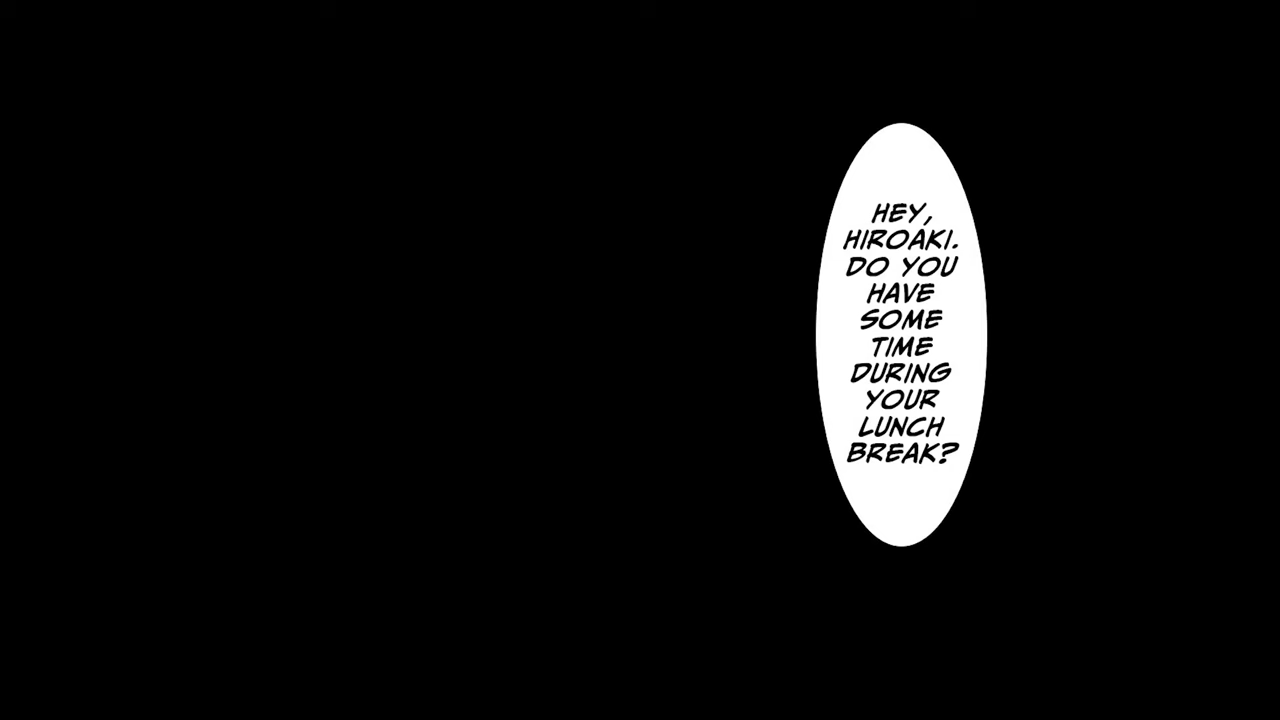 HEY,
HIROAKI.
DO YOU
HAVE
SOME
TIME
DURING
YOUR
LUNCH
BREAK?